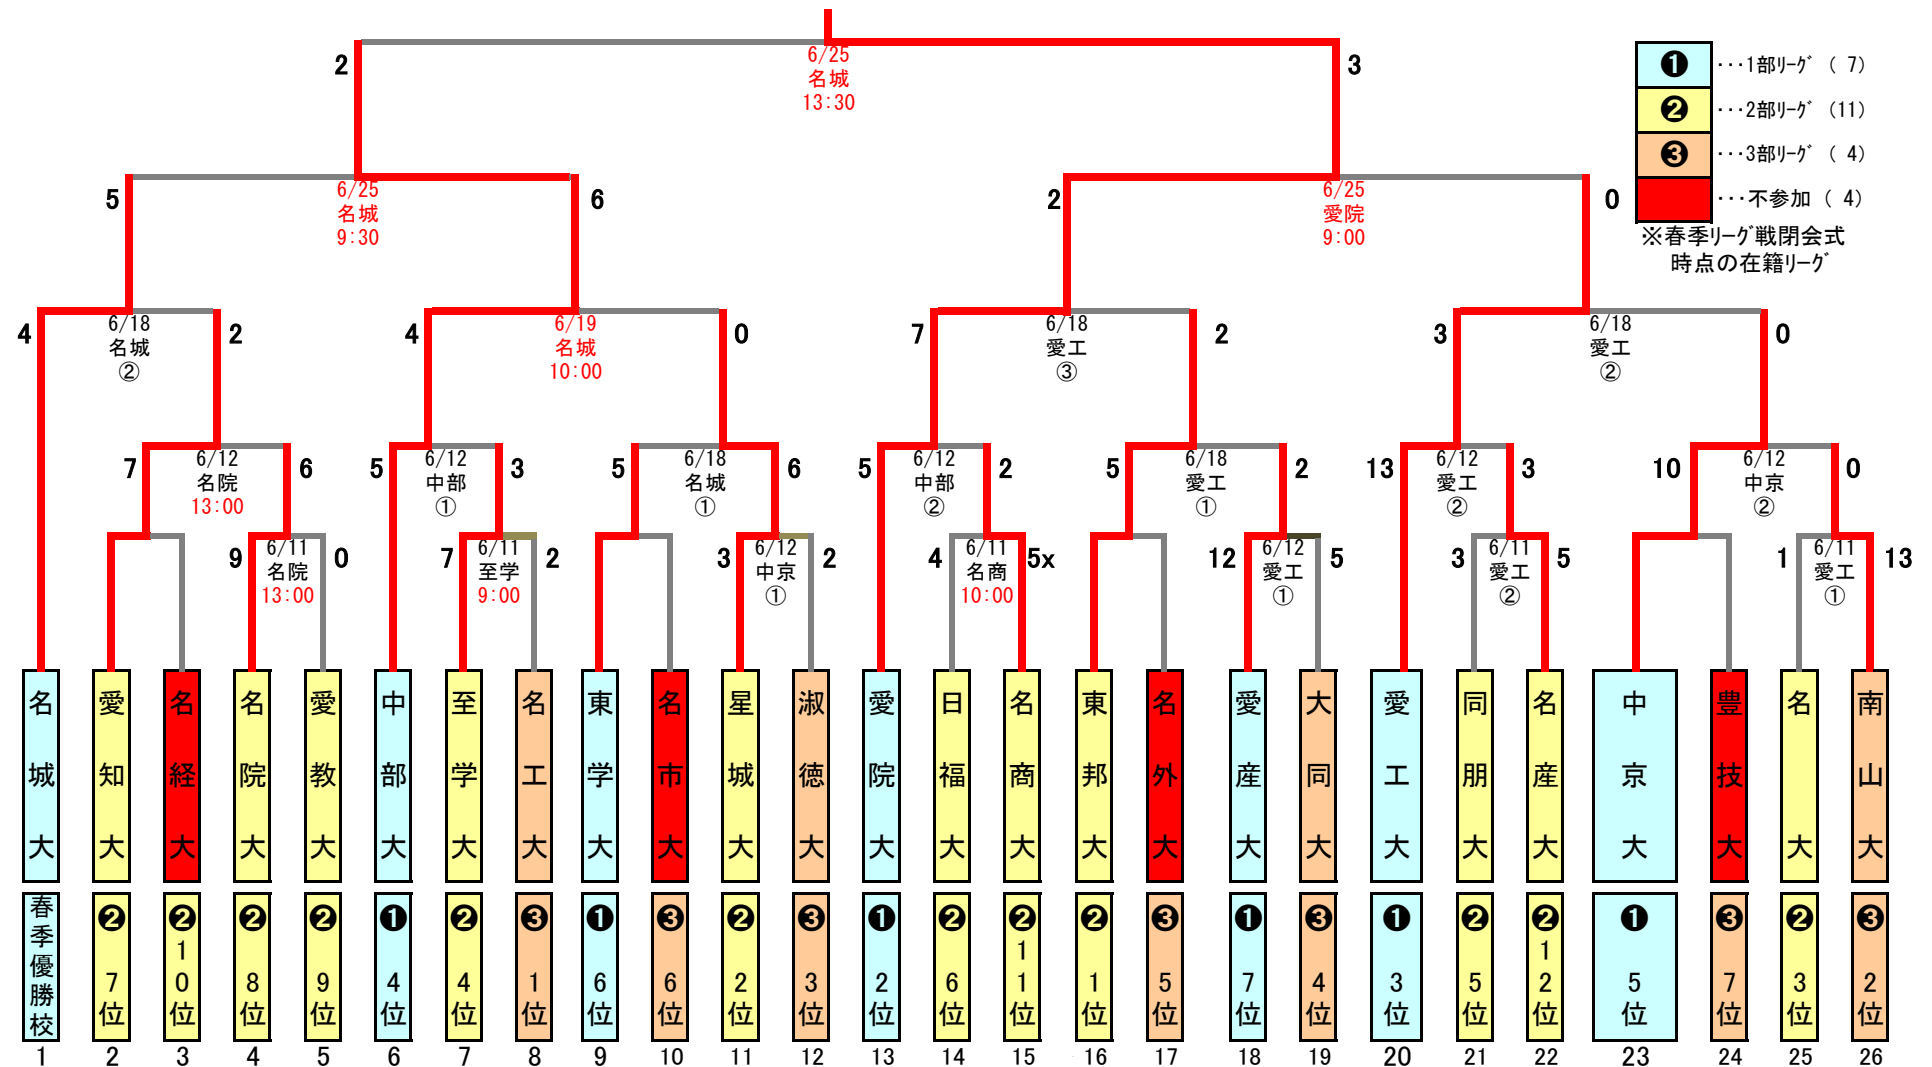 2
6/25
名城
13:30
3
❶ ･･･1部ﾘｰｸﾞ ( 7)
❷ ･･･2部ﾘｰｸﾞ (11)
❸ ･･･3部ﾘｰｸﾞ ( 4)
･･･不参加 ( 4)
※春季ﾘｰｸﾞ戦閉会式
時点の在籍ﾘｰｸﾞ
5
6/25
名城
9:30
6
2
6/25
愛院
9:00
0
4
6/18
名城
②
2
4
6/19
名城
10:00
0
7
6/18
愛工
③
2
3
6/18
愛工
②
0
7
6/12
名院
13:00
6
5
6/12
中部
①
3
5
6/18
名城
①
6
5
6/12
中部
②
2
5
6/18
愛工
①
2
13
6/12
愛工
②
3
10
6/12
中京
②
0
9
6/11
名院
13:00
0
7
6/11
至学
9:00
2
3
6/12
中京
①
2
4
6/11
名商
10:00
5x
12
6/12
愛工
①
5
3
6/11
愛工
②
5
1
6/11
愛工
①
13
名城大
愛知大
名経大
名院大
愛教大
中部大
至学大
名工大
東学大
名市大
星城大
淑徳大
愛院大
日福大
名商大
東邦大
名外大
愛産大
大同大
愛工大
同朋大
名産大
中京大
豊技大
名大
南山大
春季優勝校
❷7位
❷10位
❷8位
❷9位
❶4位
❷4位
❸1位
❶6位
❸6位
❷2位
❸3位
❶2位
❷6位
❷11位
❷1位
❸5位
❶7位
❸4位
❶3位
❷5位
❷12位
❶5位
❸7位
❷3位
❸2位
1 2 3 4 5 6 7 8 9 10 11 12 13 14 15 16 17 18 19 20 21 22 23 24 25 26